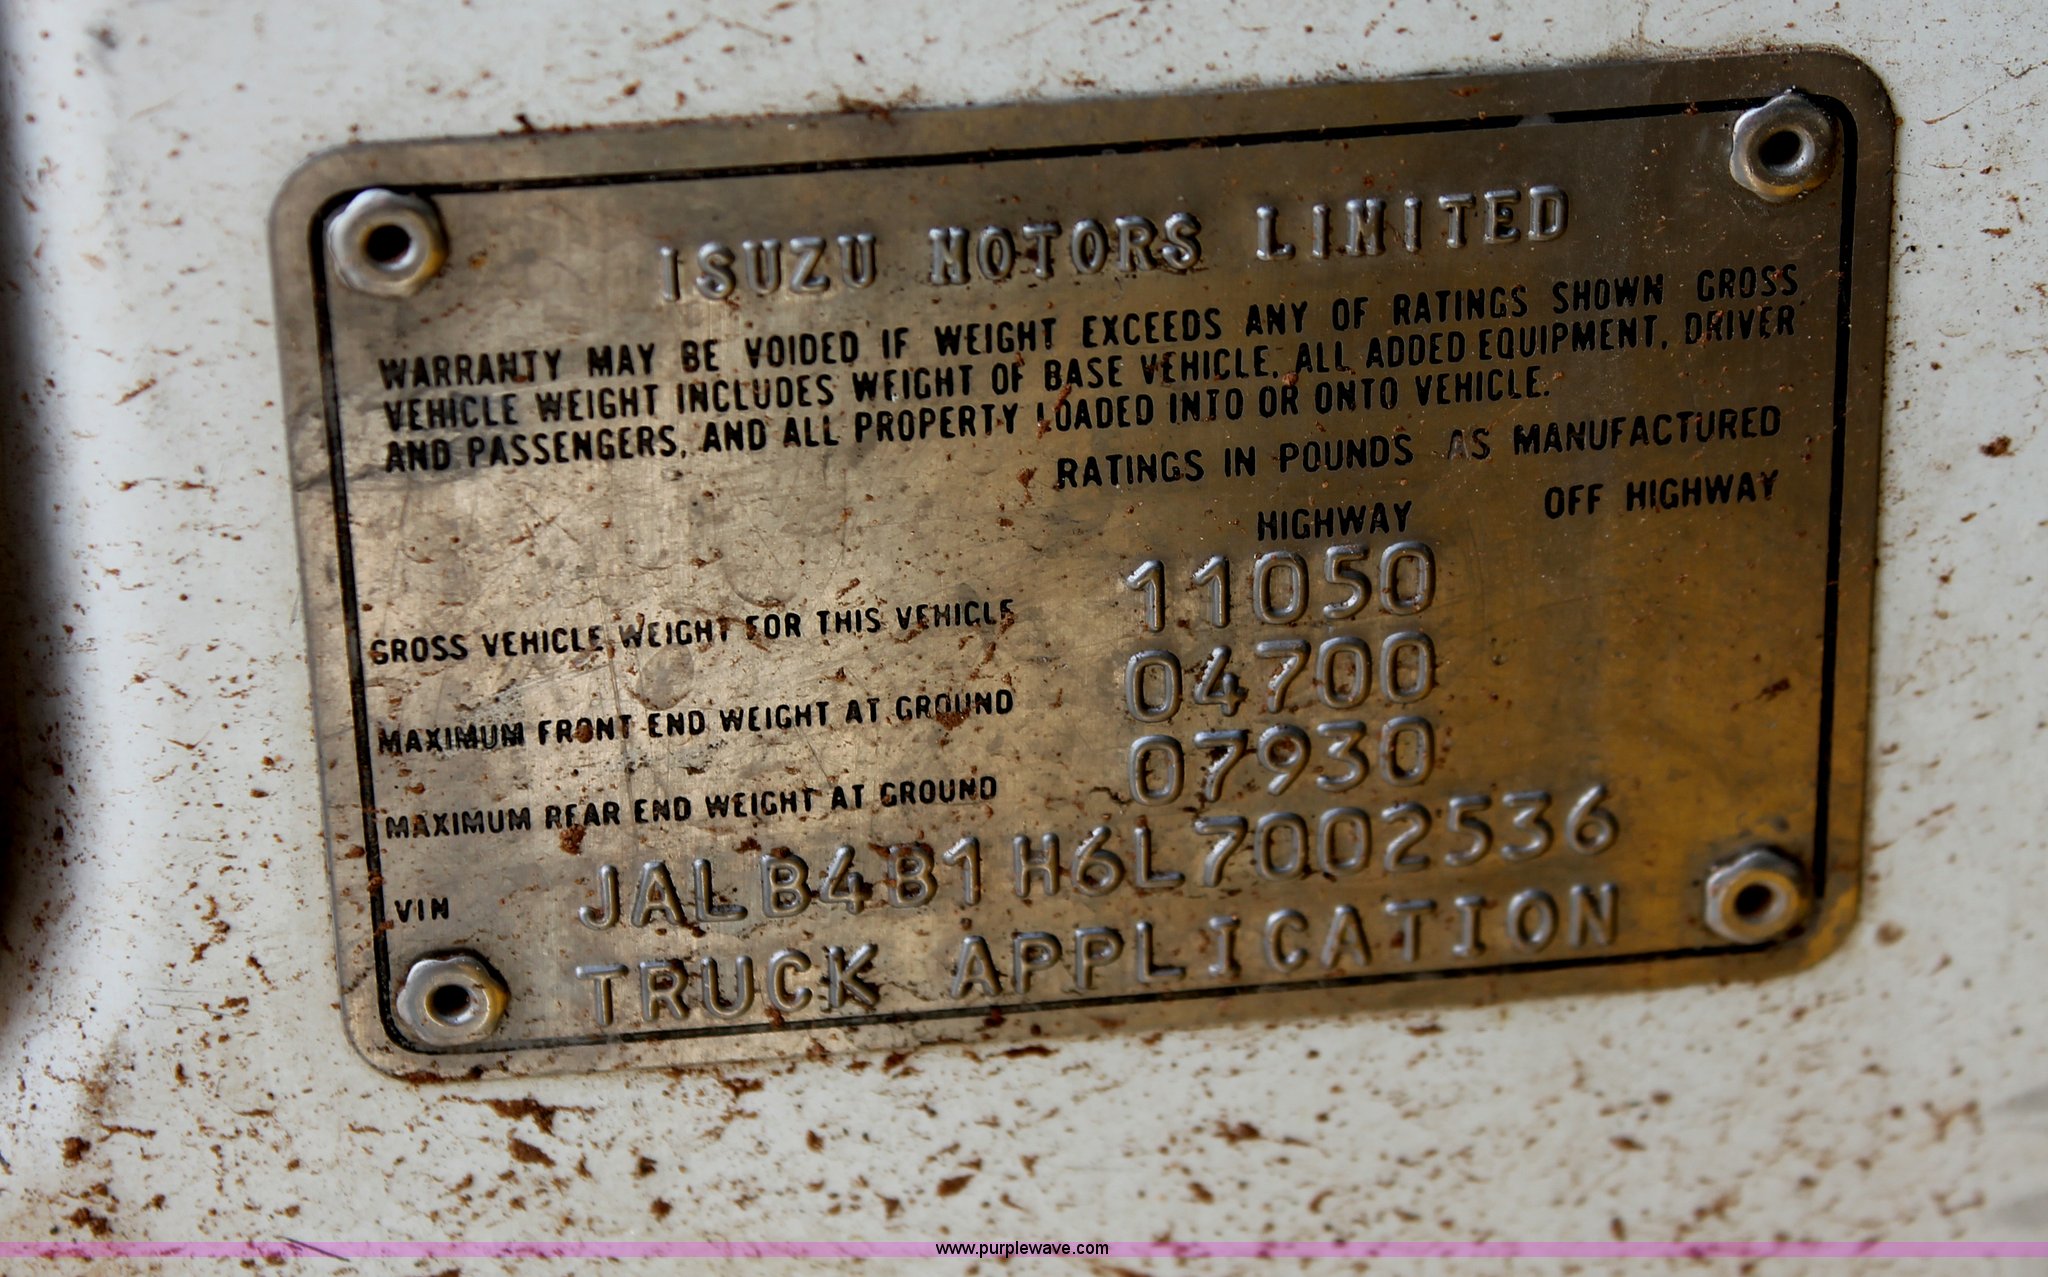 ISUZU MOTORS LIMITED
WARRANTY MAY BE VOIDED IF WEIGHT EXCEEDS ANY OF RATINGS SHOWN GROSS
VEHICLE WEIGHT INCLUDES WEIGHT OF BASE VEHICLE, ALL ADDED EQUIPMENT, DRIVER
AND PASSENGERS, AND ALL PROPERTY LOADED INTO OR ONTO VEHICLE.
RATINGS IN POUNDS AS MANUFACTURED
HIGHWAY OFF HIGHWAY
GROSS VEHICLE WEIGHT FOR THIS VEHICLE 11050
MAXIMUM FRONT END WEIGHT AT GROUND 04700
MAXIMUM REAR END WEIGHT AT GROUND 07930
VIN JALB4B1H6L7002536
TRUCK APPLICATION
www.purplewave.com